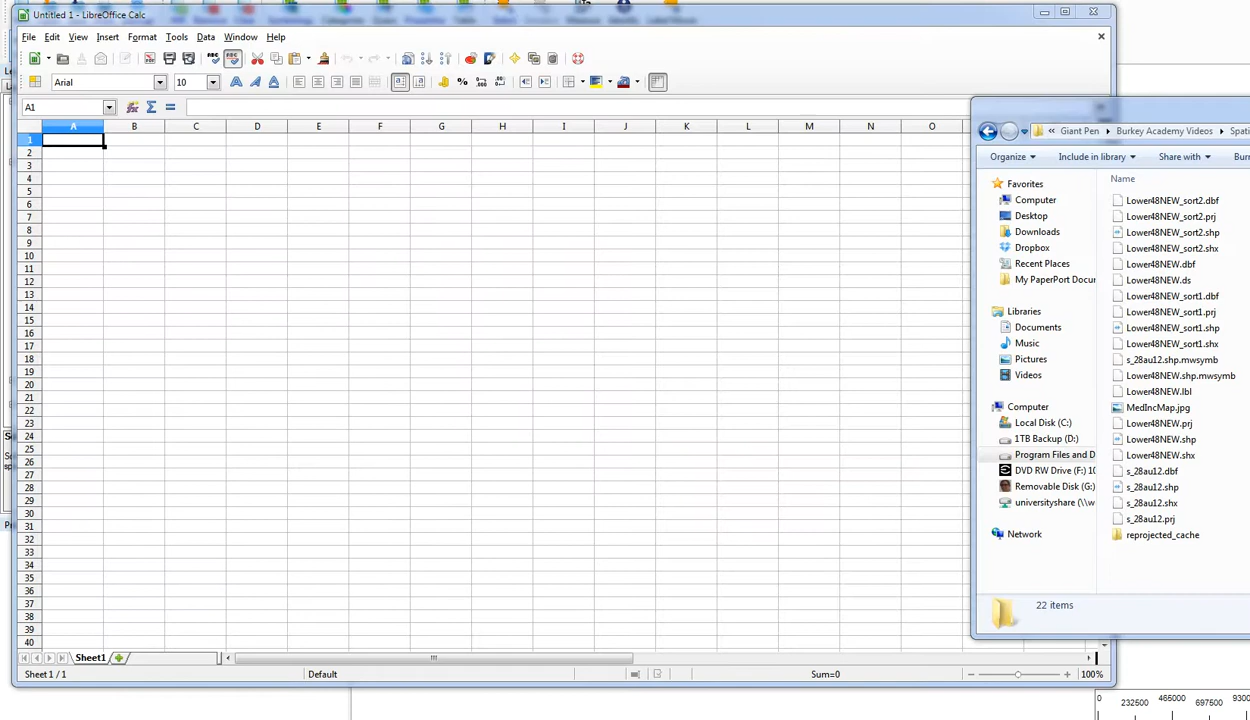 Untitled 1 - LibreOffice Calc
File Edit View Insert Format Tools Data Window Help
Arial 10
A1
A B C D E F G H I J K L M N O
1
2
3
4
5
6
7
8
9
10
11
12
13
14
15
16
17
18
19
20
21
22
23
24
25
26
27
28
29
30
31
32
33
34
35
36
37
38
39
40
Sheet1
Sheet 1 / 1 Default Sum=0 100%
Giant Pen Burkey Academy Videos Spati
Organize Include in library Share with Burr
Name
Favorites
Computer
Desktop
Downloads
Dropbox
Recent Places
My PaperPort Docu
Libraries
Documents
Music
Pictures
Videos
Computer
Local Disk (C:)
1TB Backup (D:)
Program Files and D
DVD RW Drive (F:) 10
Removable Disk (G:)
universityshare (\\w
Network
Lower48NEW_sort2.dbf
Lower48NEW_sort2.prj
Lower48NEW_sort2.shp
Lower48NEW_sort2.shx
Lower48NEW.dbf
Lower48NEW.ds
Lower48NEW_sort1.dbf
Lower48NEW_sort1.prj
Lower48NEW_sort1.shp
Lower48NEW_sort1.shx
s_28au12.shp.mwsymb
Lower48NEW.shp.mwsymb
Lower48NEW.lbl
MedIncMap.jpg
Lower48NEW.prj
Lower48NEW.shp
Lower48NEW.shx
s_28au12.dbf
s_28au12.shp
s_28au12.shx
s_28au12.prj
reprojected_cache
22 items
0 232500 465000 697500 9300